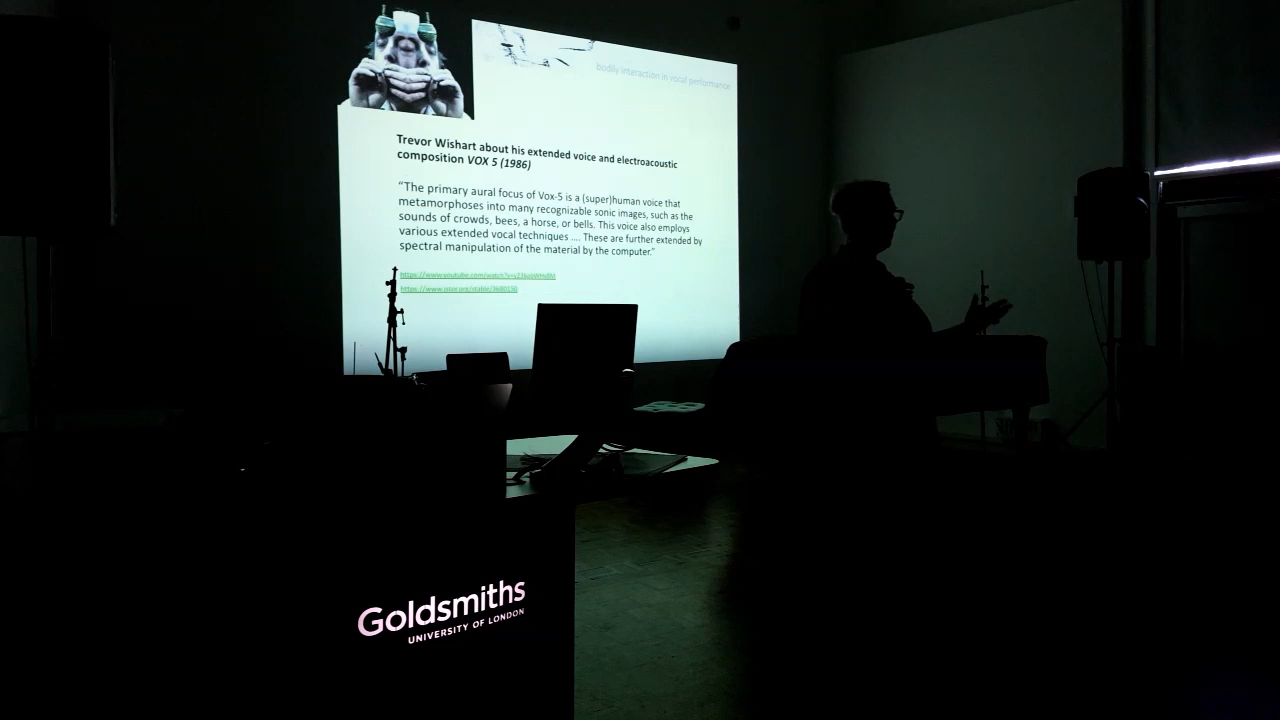 bodily interaction in vocal performance
Trevor Wishart about his extended voice and electroacoustic
composition VOX 5 (1986)
“The primary aural focus of Vox-5 is a (super)human voice that
metamorphoses into many recognizable sonic images, such as the
sounds of crowds, bees, a horse, or bells. This voice also employs
various extended vocal techniques .... These are further extended by
spectral manipulation of the material by the computer.”
Goldsmiths
UNIVERSITY OF LONDON